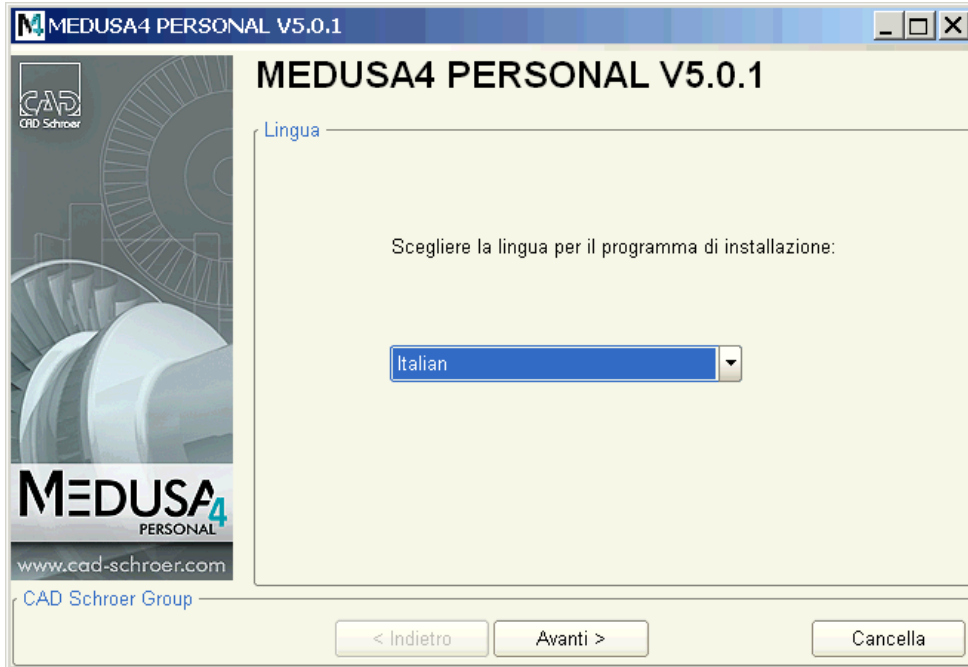 MEDUSA4 PERSONAL V5.0.1
CAD
CAD Schroer
MEDUSA4 PERSONAL V5.0.1
Lingua
Scegliere la lingua per il programma di installazione:
Italian
MEDUSA4
PERSONAL
www.cad-schroer.com
CAD Schroer Group
< Indietro
Avanti >
Cancella